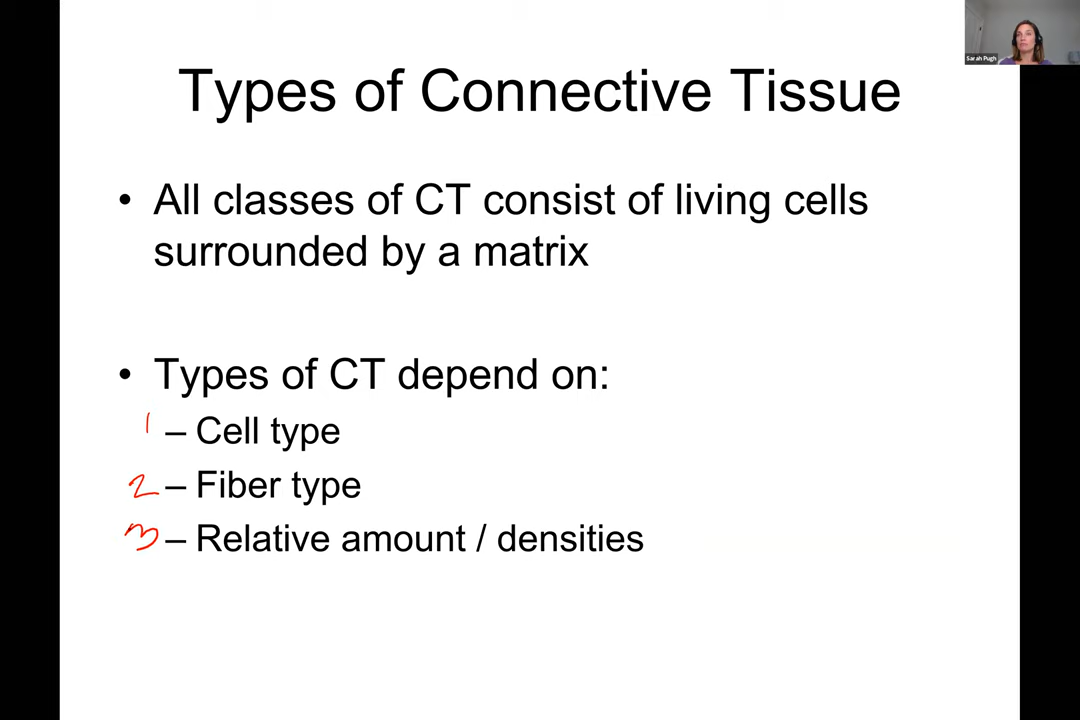 Sarah Pugh
Types of Connective Tissue
• All classes of CT consist of living cells
surrounded by a matrix
• Types of CT depend on:
1 – Cell type
2 – Fiber type
3 – Relative amount / densities